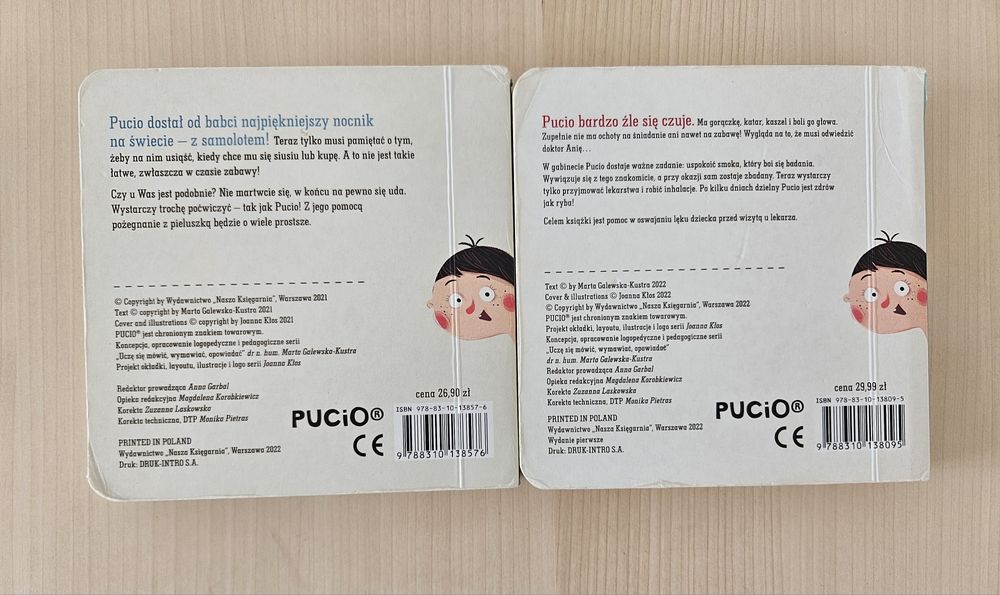 Pucio dostał od babci najpiękniejszy nocnik
na świecie – z samolotem! Teraz tylko musi pamiętać o tym,
żeby na nim usiąść, kiedy chce mu się siusiu lub kupę. A to nie jest takie
łatwe, zwłaszcza w czasie zabawy!
Czy u Was jest podobnie? Nie martwcie się, w końcu na pewno się uda.
Wystarczy trochę poćwiczyć – tak jak Pucio! Z jego pomocą
pożegnanie z pieluszką będzie o wiele prostsze.
© Copyright by Wydawnictwo „Nasza Księgarnia”, Warszawa 2021
Text © copyright by Marta Galewska-Kustra 2021
Cover and illustrations © copyright by Joanna Kłos 2021
PUCIO® jest chronionym znakiem towarowym.
Koncepcja, opracowanie logopedyczne i pedagogiczne serii
„Uczę się mówić, wymawiać, opowiadać” dr n. hum. Marta Galewska-Kustra
Projekt okładki, layoutu, ilustracje i logo serii Joanna Kłos
Redaktor prowadząca Anna Garbal
Opieka redakcyjna Magdalena Korobkiewicz
Korekta Zuzanna Laskowska
Korekta techniczna, DTP Monika Pietras
PRINTED IN POLAND
Wydawnictwo „Nasza Księgarnia”, Warszawa 2022
Druk: DRUK-INTRO S.A.
PUCiO®
CE
cena 26,90 zł
ISBN 978-83-10-13857-6
9 788310 138576
Pucio bardzo źle się czuje. Ma gorączkę, katar, kaszel i boli go głowa.
Zupełnie nie ma ochoty na śniadanie ani nawet na zabawę! Wygląda na to, że musi odwiedzić
doktor Anię...
W gabinecie Pucio dostaje ważne zadanie: uspokoić smoka, który boi się badania.
Wywiązuje się z tego znakomicie, a przy okazji sam zostaje zbadany. Teraz wystarczy
tylko przyjmować lekarstwa i robić inhalacje. Po kilku dniach dzielny Pucio jest zdrów
jak ryba!
Celem książki jest pomoc w oswajaniu lęku dziecka przed wizytą u lekarza.
Text © by Marta Galewska-Kustra 2022
Cover & illustrations © Joanna Kłos 2022
© Copyright by Wydawnictwo „Nasza Księgarnia”, Warszawa 2022
PUCIO® jest chronionym znakiem towarowym.
Projekt okładki, layoutu, ilustracje i logo serii Joanna Kłos
Koncepcja, opracowanie logopedyczne i pedagogiczne serii
„Uczę się mówić, wymawiać, opowiadać”
dr n. hum. Marta Galewska-Kustra
Redaktor prowadząca Anna Garbal
Opieka redakcyjna Magdalena Korobkiewicz
Korekta Zuzanna Laskowska
Korekta techniczna, DTP Monika Pietras
PRINTED IN POLAND
Wydawnictwo „Nasza Księgarnia”, Warszawa 2022
Wydanie pierwsze
Druk: DRUK-INTRO S.A.
PUCiO®
CE
cena 29,99 zł
ISBN 978-83-10-13809-5
9 788310 138095